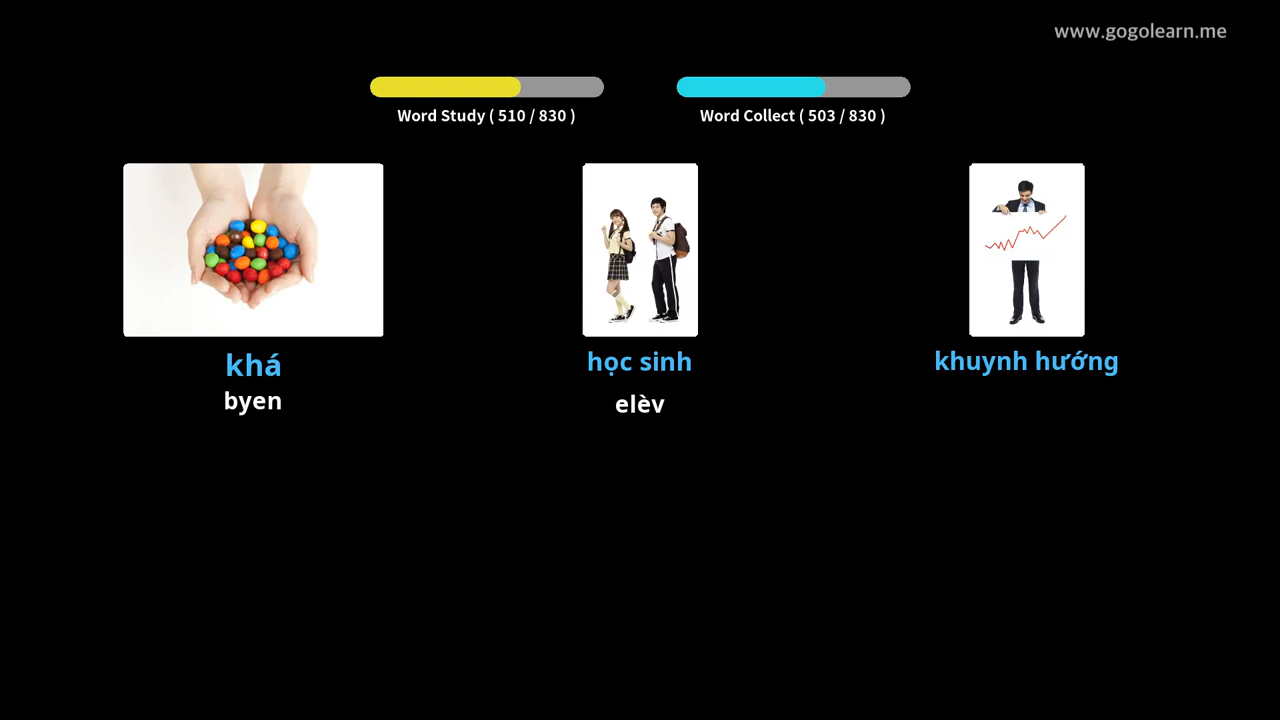 www.gogolearn.me
Word Study ( 510 / 830 )
Word Collect ( 503 / 830 )
khá
byen
học sinh
elèv
khuynh hướng